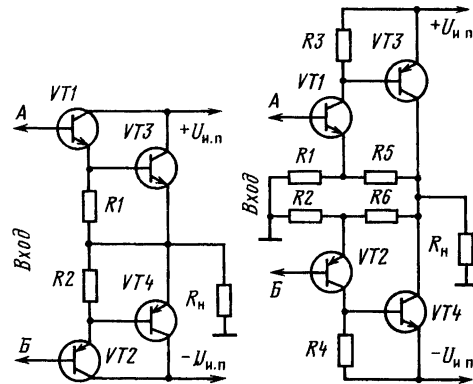 R3
VT3
+Uи.п
VT1
А
R1
R5
R2
R6
Вход
Rн
VT2
Б
R4
VT4
-Uи.п
VT1
А
VT3
+Uи.п
R1
Вход
R2
VT4
Rн
Б
VT2
-Uи.п